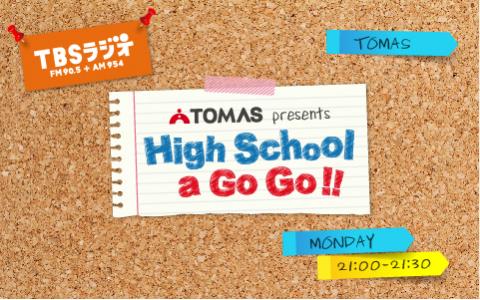 TBSラジオ
FM90.5 + AM954
TOMAS
TOMAS presents
High School
a Go Go!!
MONDAY
21:00-21:30